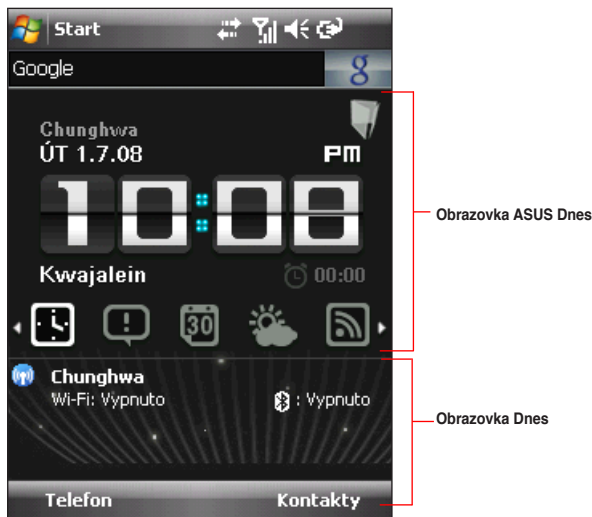 Start
Google g
Chunghwa
ÚT 1.7.08 PM
10:08
Obrazovka ASUS Dnes
Kwajalein 00:00
30
Chunghwa
Wi-Fi: Vypnuto : Vypnuto
Obrazovka Dnes
Telefon Kontakty